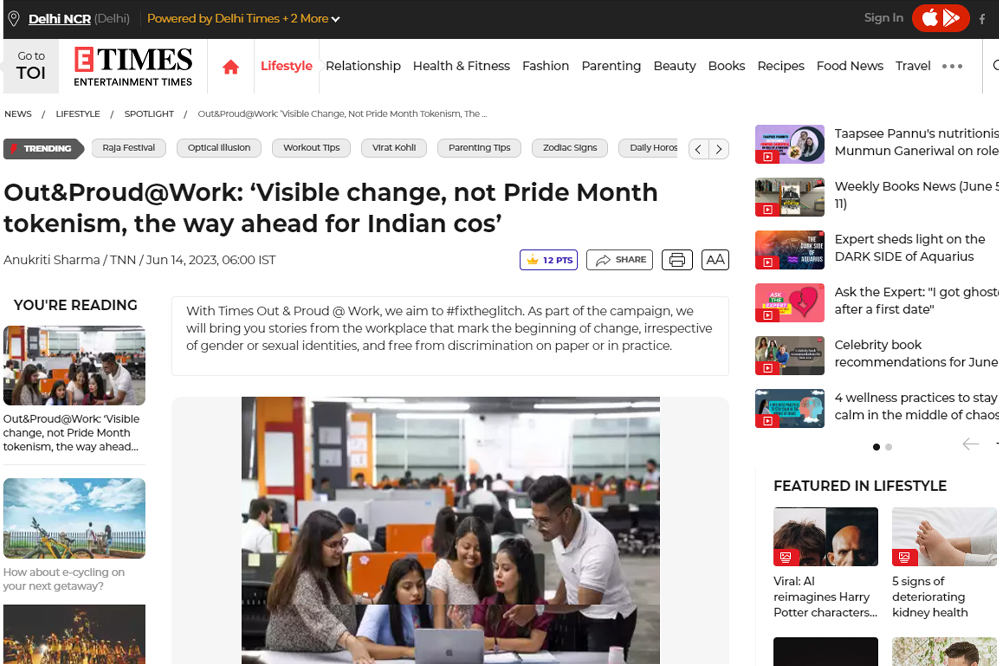 Delhi NCR (Delhi) Powered by Delhi Times + 2 More Sign In
Go to
TOI
E TIMES
ENTERTAINMENT TIMES
Lifestyle Relationship Health & Fitness Fashion Parenting Beauty Books Recipes Food News Travel
NEWS / LIFESTYLE / SPOTLIGHT / Out&Proud@Work: 'Visible Change, Not Pride Month Tokenism, The ...
TRENDING Raja Festival Optical Illusion Workout Tips Virat Kohli Parenting Tips Zodiac Signs Daily Horos
Out&Proud@Work: ‘Visible change, not Pride Month
tokenism, the way ahead for Indian cos’
Anukriti Sharma / TNN / Jun 14, 2023, 06:00 IST
12 PTS SHARE AA
YOU'RE READING
Out&Proud@Work: ‘Visible
change, not Pride Month
tokenism, the way ahead...
How about e-cycling on
your next getaway?
With Times Out & Proud @ Work, we aim to #fixtheglitch. As part of the campaign, we
will bring you stories from the workplace that mark the beginning of change, irrespective
of gender or sexual identities, and free from discrimination on paper or in practice.
Taapsee Pannu's nutritionis
Munmun Ganeriwal on role
Weekly Books News (June 5
11)
THE
DARK SIDE
OF
AQUARIUS
Expert sheds light on the
DARK SIDE of Aquarius
ASK
THE
EXPERT
Ask the Expert: "I got ghoste
after a first date"
Celebrity book
recommendations for June
4 wellness practices to stay
calm in the middle of chaos
FEATURED IN LIFESTYLE
Viral: AI
reimagines Harry
Potter characters...
5 signs of
deteriorating
kidney health